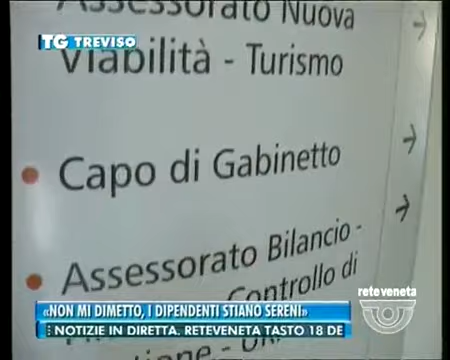 Assessorato Nuova
TG TREVISO
Viabilità - Turismo
Capo di Gabinetto
Assessorato Bilancio -
Controllo di
reteveneta
«NON MI DIMETTO, I DIPENDENTI STIANO SERENI»
NOTIZIE IN DIRETTA. RETEVENETA TASTO 18 DE